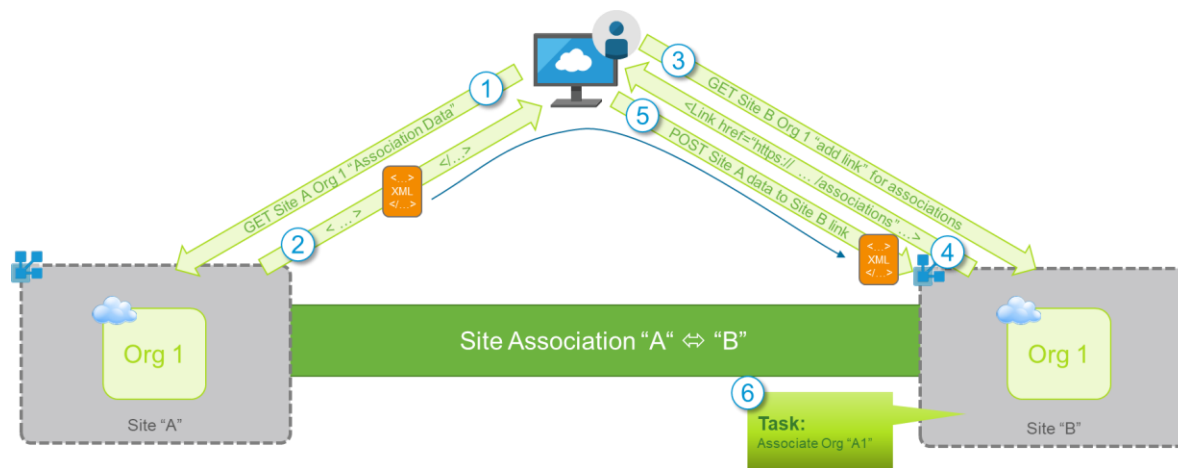 1
GET Site A Org 1 “Association Data”
2
< ...>
</...>
<...>
XML
</...>
3
GET Site B Org 1 “add link” for associations
<Link href=“https:// … /associations” ...>
4
5
POST Site A data to Site B link
<...>
XML
</...>
Org 1
Site “A”
Site Association “A“ ⇔ “B”
Org 1
Site “B”
6
Task:
Associate Org “A1”